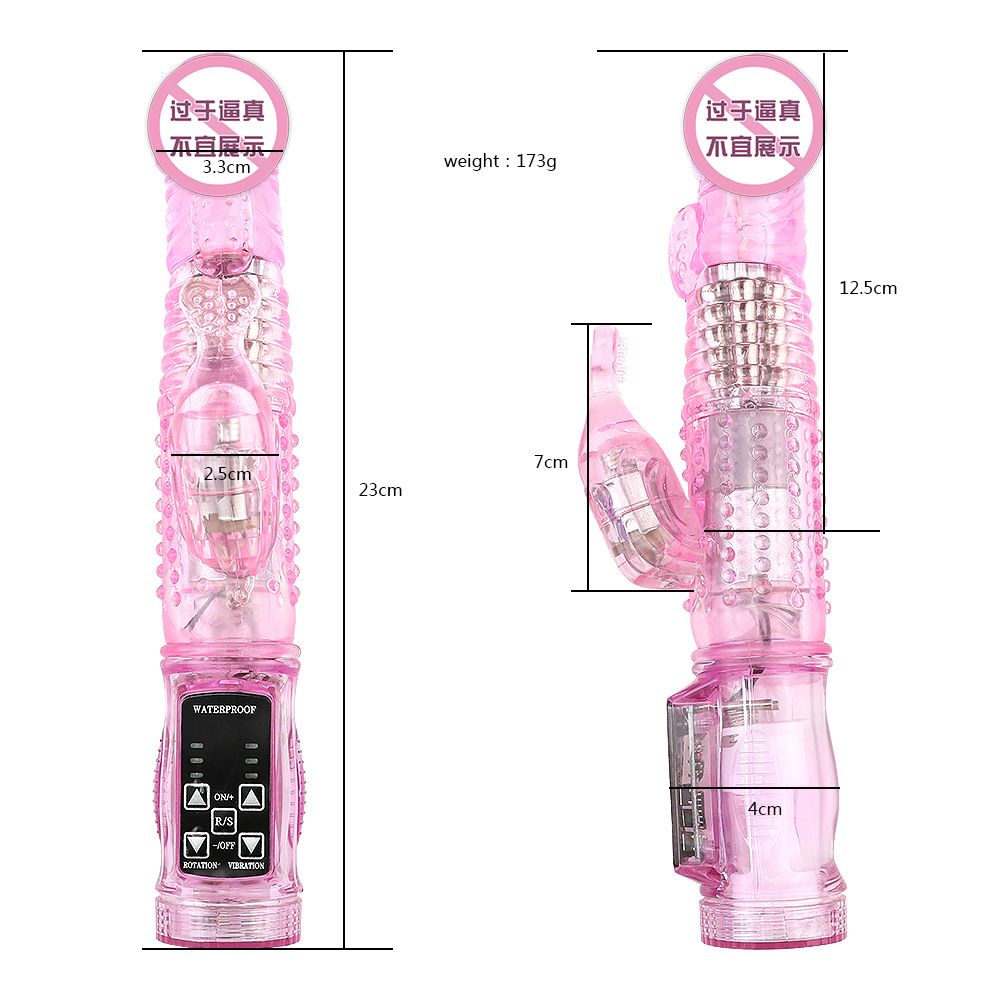 过于逼真
不宜展示
3.3cm
weight : 173g
过于逼真
不宜展示
12.5cm
7cm
2.5cm
23cm
WATERPROOF
ON/+
R/S
-/OFF
ROTATION VIBRATION
4cm